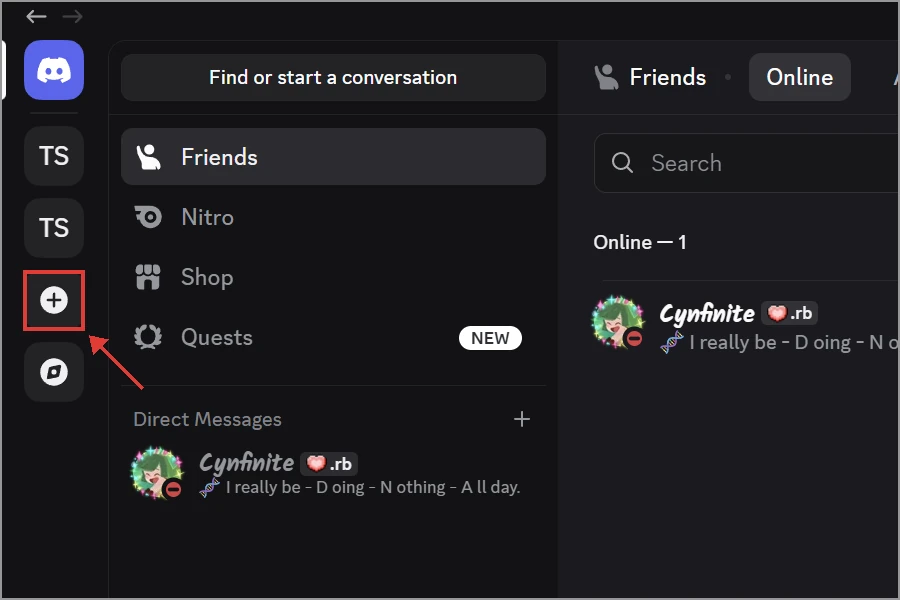 TS
TS
Find or start a conversation
Friends
Nitro
Shop
Quests NEW
Direct Messages
Cynfinite .rb
I really be - D oing - N othing - A ll day.
Friends Online
Search
Online — 1
Cynfinite .rb
I really be - D oing - N o